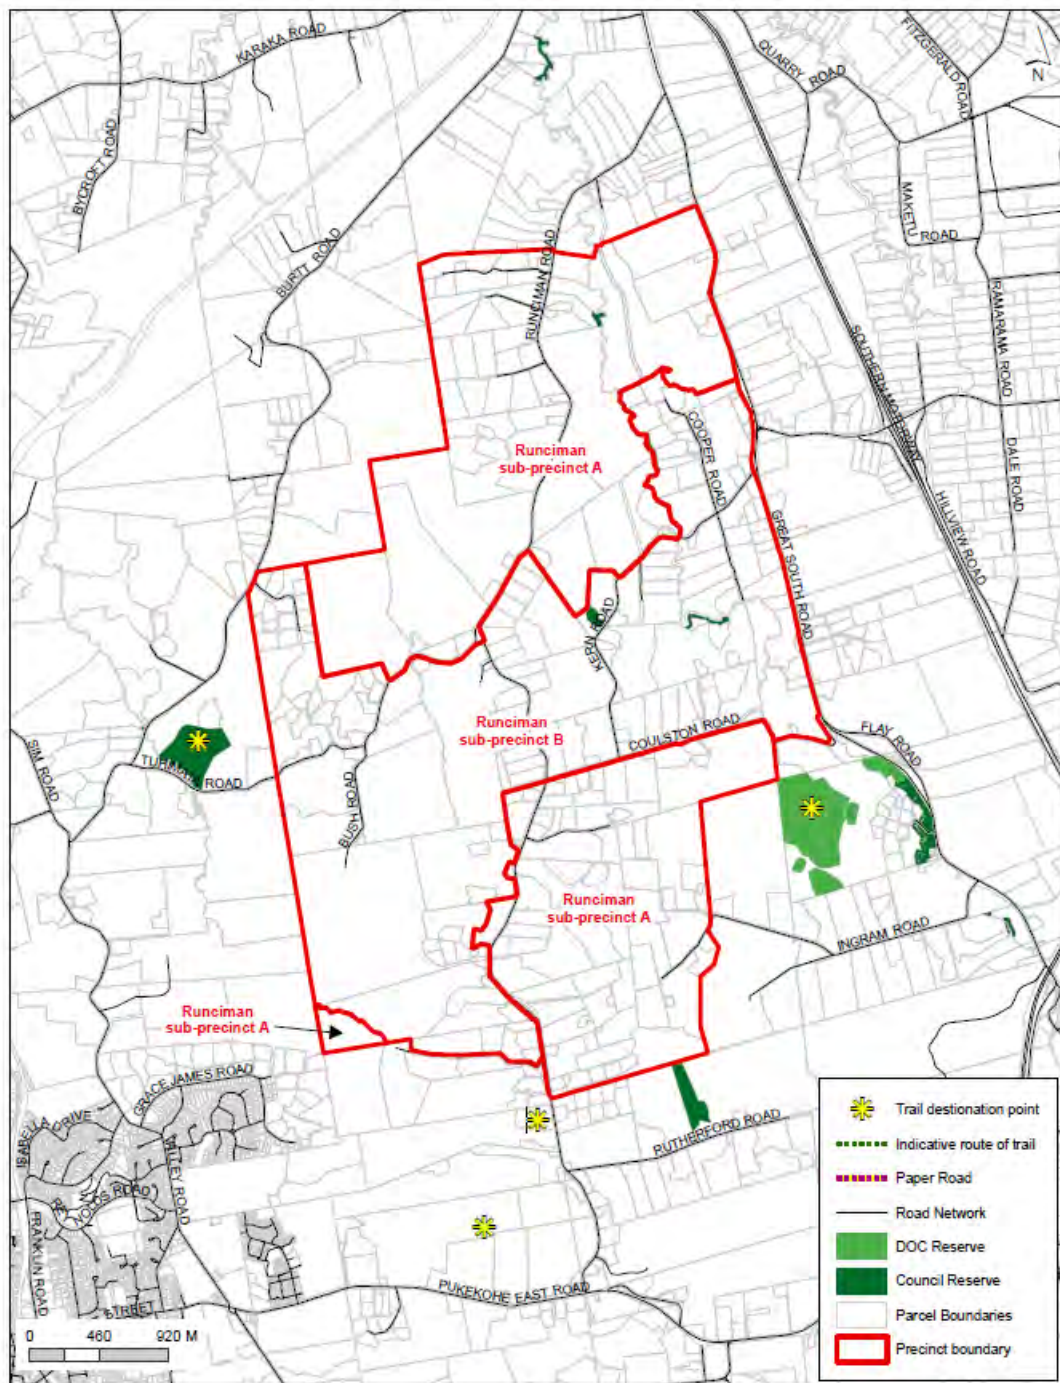 KARAKA ROAD
QUARRY ROAD
FITZGERALD ROAD
N
BYCROFT ROAD
MAKETU ROAD
BURTT ROAD
RUNCIMAN ROAD
RAMARAMA ROAD
SOUTHERN MOTORWAY
COOPER ROAD
DALE ROAD
Runciman
sub-precinct A
HILLVIEW ROAD
GREAT SOUTH ROAD
KERN ROAD
Runciman
sub-precinct B
COULSTON ROAD
FLAY ROAD
SIM ROAD
ROAD
BUSH ROAD
Runciman
sub-precinct A
INGRAM ROAD
Runciman
sub-precinct A
GRACE JAMES ROAD
ISABELLA DRIVE
VALLEY ROAD
NOLDS ROAD
FRANKLIN ROAD
STREET
RUTHERFORD ROAD
PUKEKOHE EAST ROAD
0 460 920 M
Trail destionation point
Indicative route of trail
Paper Road
Road Network
DOC Reserve
Council Reserve
Parcel Boundaries
Precinct boundary